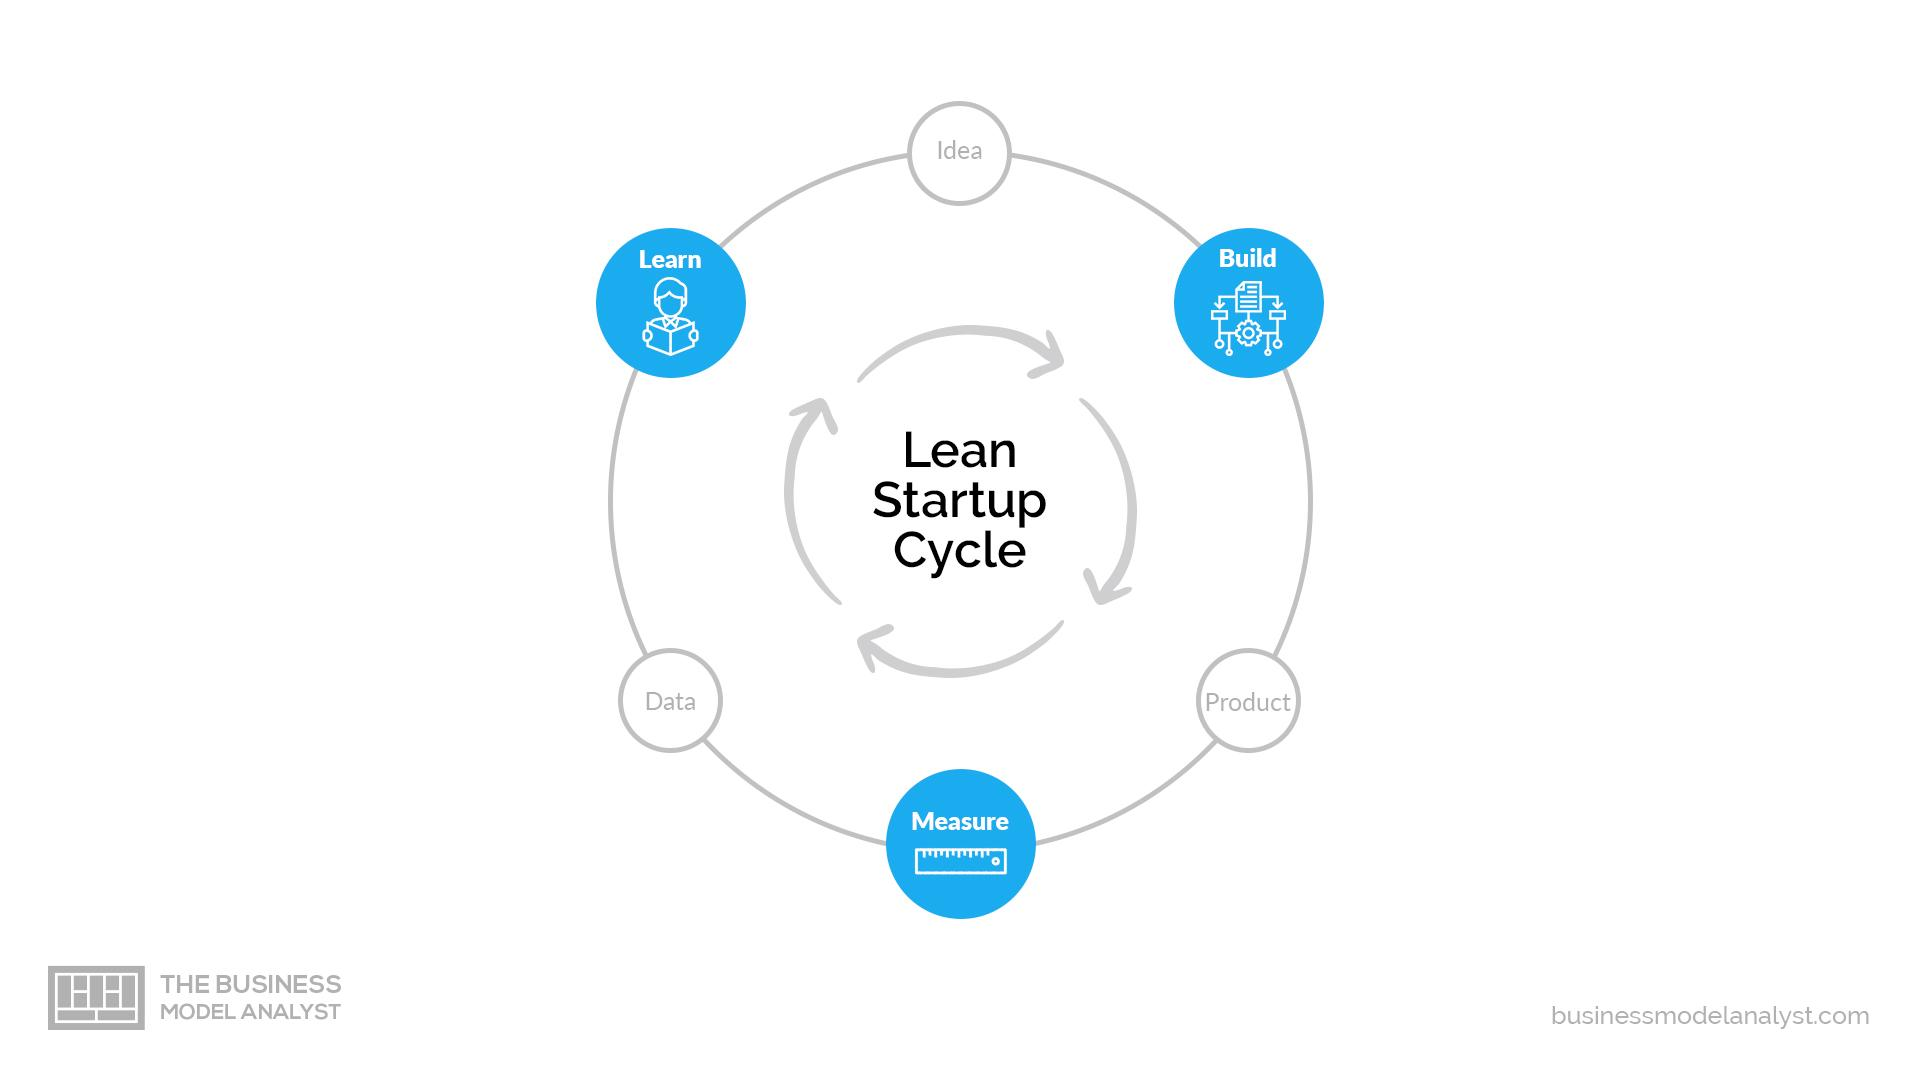 Idea
Learn
Build
Lean
Startup
Cycle
Data
Product
Measure
THE BUSINESS
MODEL ANALYST
businessmodelanalyst.com